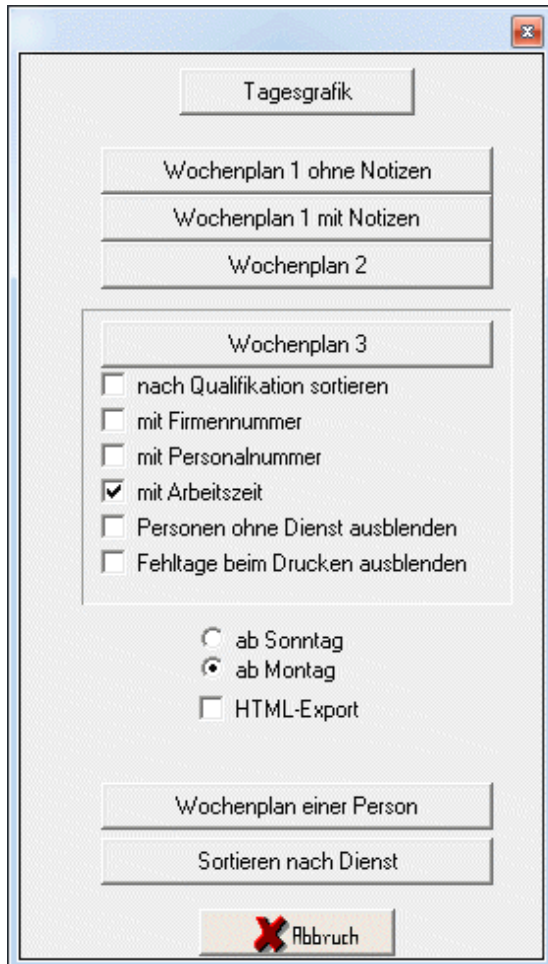 Tagesgrafik
Wochenplan 1 ohne Notizen
Wochenplan 1 mit Notizen
Wochenplan 2
Wochenplan 3
nach Qualifikation sortieren
mit Firmennummer
mit Personalnummer
mit Arbeitszeit
Personen ohne Dienst ausblenden
Fehltage beim Drucken ausblenden
ab Sonntag
ab Montag
HTML-Export
Wochenplan einer Person
Sortieren nach Dienst
Abbruch